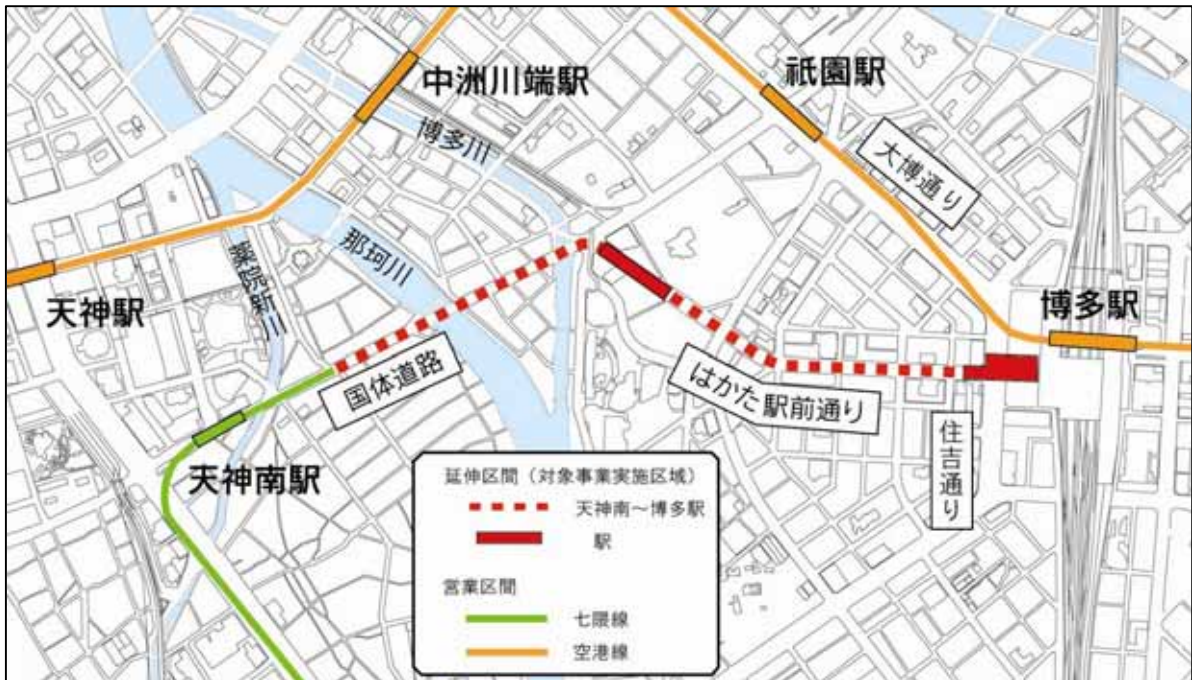 中洲川端駅
祇園駅
博多川
大博通り
那珂川
薬院新川
天神駅
博多駅
国体道路
はかた駅前通り
住吉通り
天神南駅
延伸区間（対象事業実施区域）
天神南～博多駅
駅
営業区間
七隈線
空港線